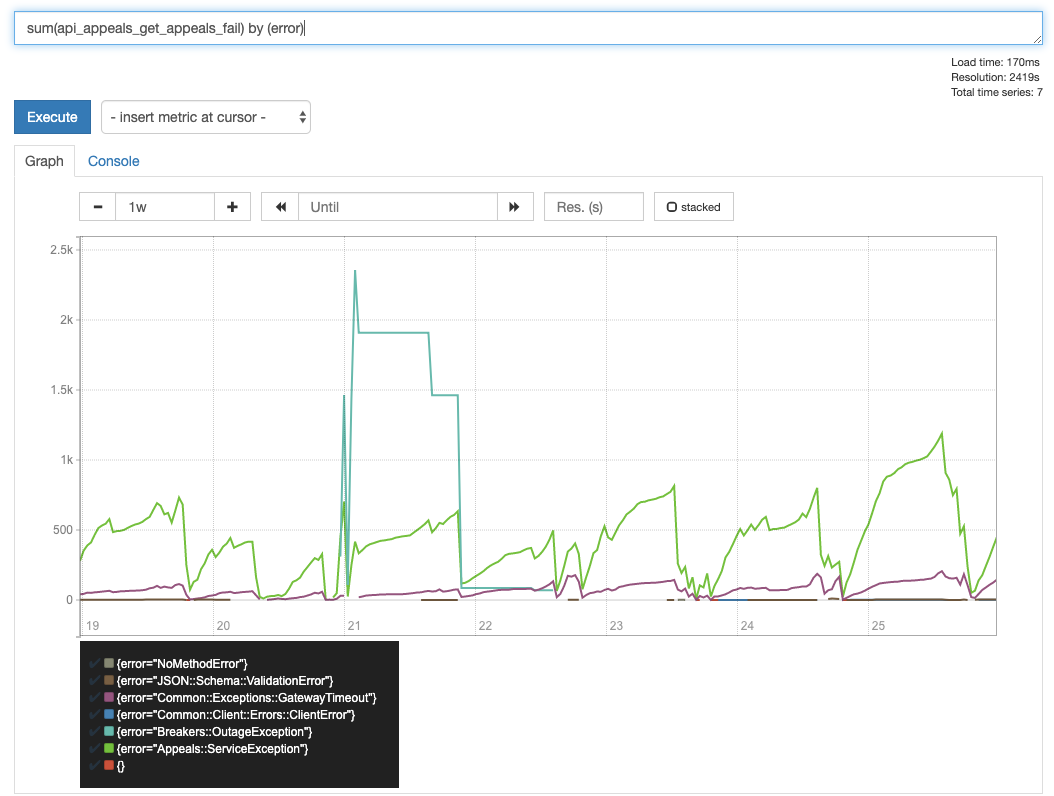 sum(api_appeals_get_appeals_fail) by (error)
Load time: 170ms
Resolution: 2419s
Total time series: 7
Execute
- insert metric at cursor -
Graph
Console
1w
Until
Res. (s)
stacked
2.5k
2k
1.5k
1k
500
0
19 20 21 22 23 24 25
{error="NoMethodError"}
{error="JSON::Schema::ValidationError"}
{error="Common::Exceptions::GatewayTimeout"}
{error="Common::Client::Errors::ClientError"}
{error="Breakers::OutageException"}
{error="Appeals::ServiceException"}
{}